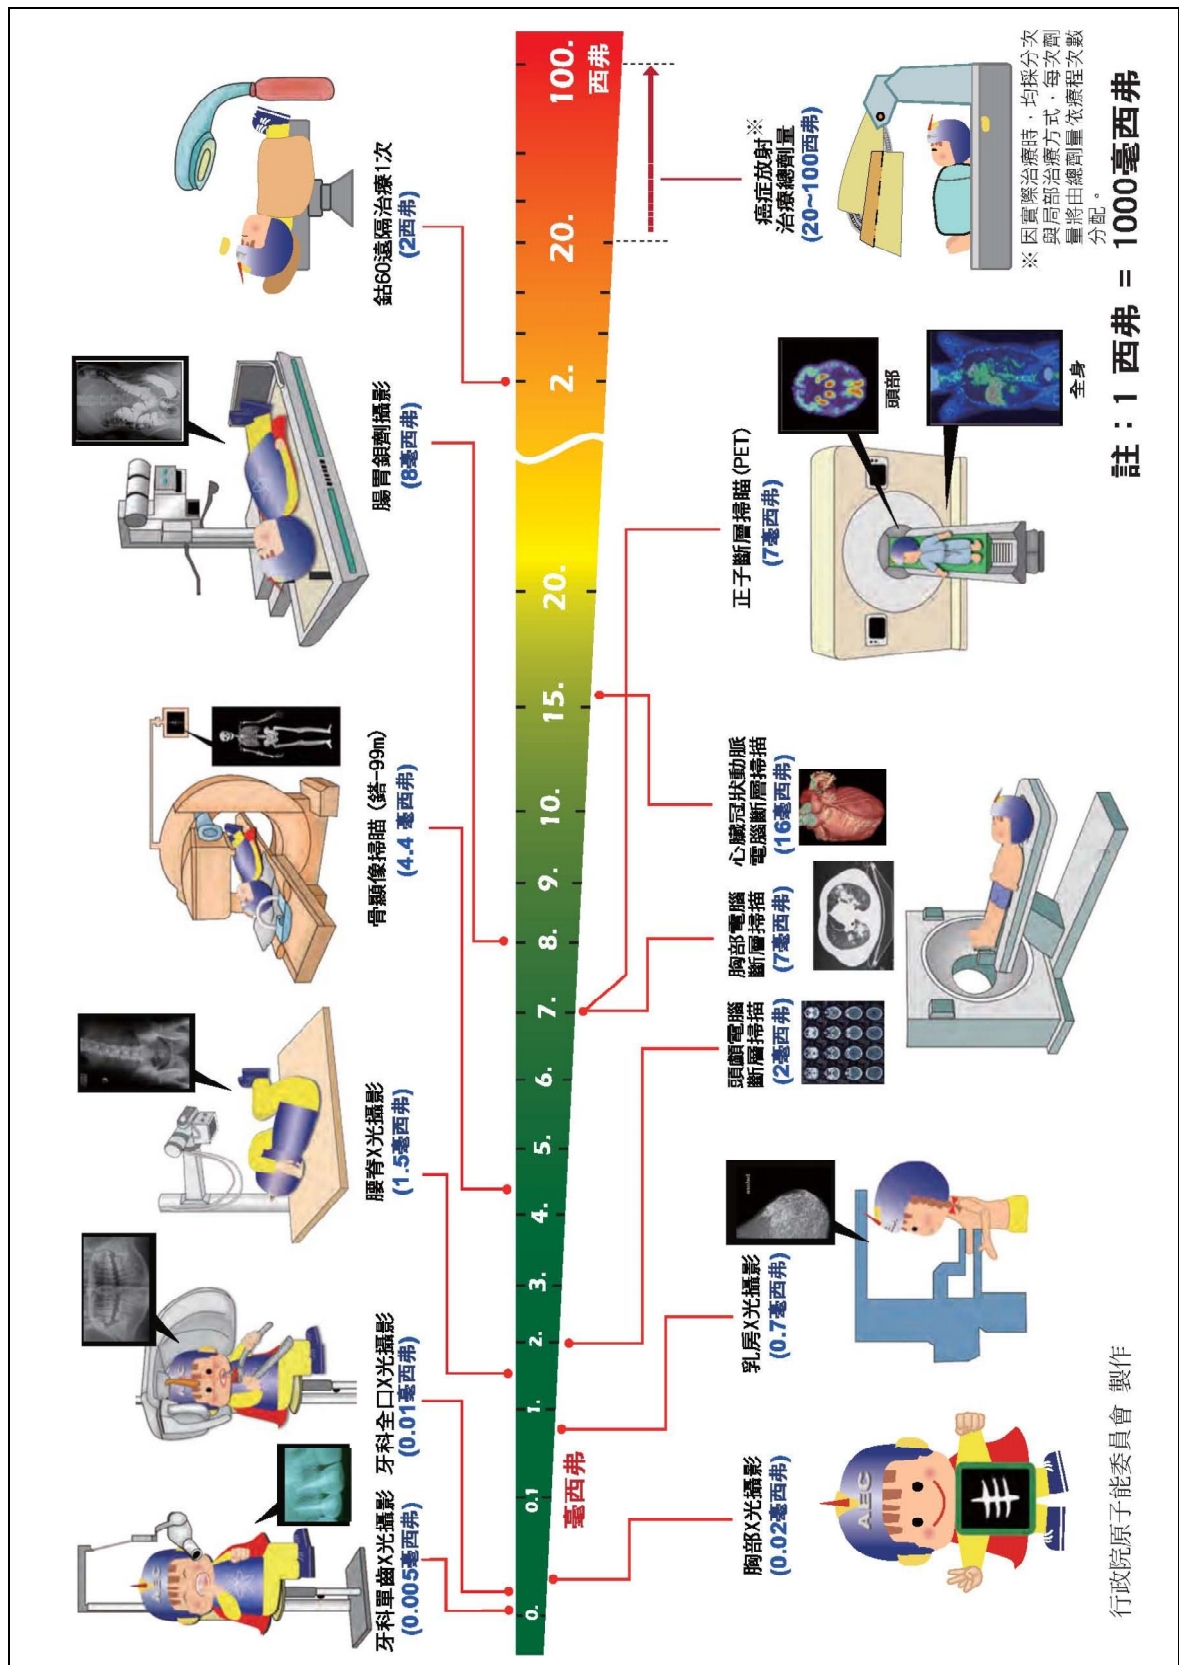 牙科單齒X光攝影
(0.005毫西弗)
牙科全口X光攝影
(0.01毫西弗)
腰脊X光攝影
(1.5毫西弗)
骨顯像掃瞄 (鎝-99m)
(4.4 毫西弗)
腸胃鋇劑攝影
(8毫西弗)
鈷60遠隔治療1次
(2西弗)
AEC
AEC
0.
0.1
1.
2.
3.
4.
5.
6.
7.
8.
9.
10.
15.
20.
2.
20.
100.
西弗
毫西弗
胸部X光攝影
(0.02毫西弗)
AEC
乳房X光攝影
(0.7毫西弗)
頭顱電腦
斷層掃描
(2毫西弗)
胸部電腦
斷層掃描
(7毫西弗)
心臟冠狀動脈
電腦斷層掃描
(16毫西弗)
正子斷層掃瞄(PET)
(7毫西弗)
頭部
全身
癌症放射※
治療總劑量
(20~100西弗)
※ 因實際治療時，均採分次
與局部治療方式，每次劑
量將由總劑量依療程次數
分配。
註：1 西弗 = 1000毫西弗
行政院原子能委員會 製作